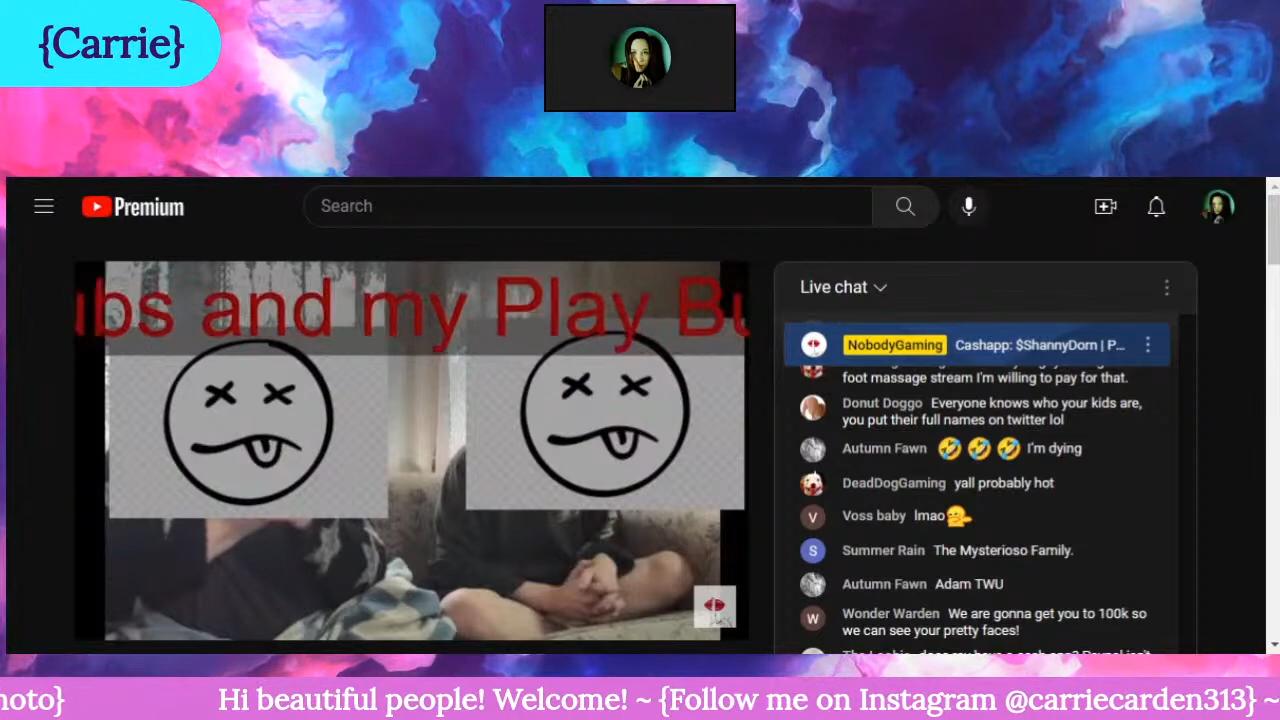 {Carrie}
Premium
Search
ubs and my Play Bu
Live chat
NobodyGaming Cashapp: $ShannyDorn | P...
foot massage stream I'm willing to pay for that.
Donut Doggo Everyone knows who your kids are,
you put their full names on twitter lol
Autumn Fawn 🤣🤣🤣 I'm dying
DeadDogGaming yall probably hot
V
Voss baby lmao
S
Summer Rain The Mysterioso Family.
Autumn Fawn Adam TWU
W
Wonder Warden We are gonna get you to 100k so
we can see your pretty faces!
hoto} Hi beautiful people! Welcome! ~ {Follow me on Instagram @carriecarden313} ~